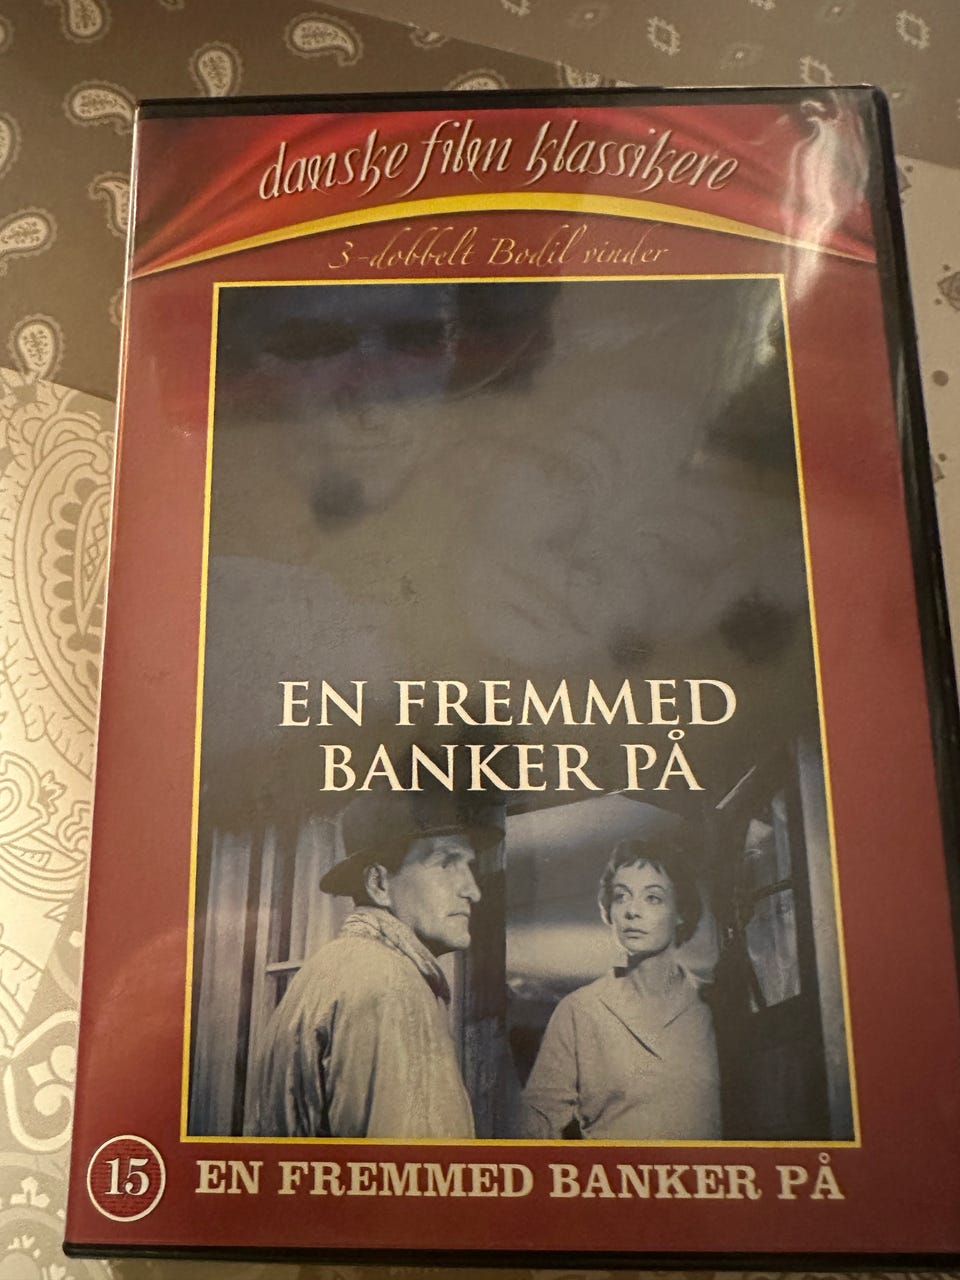 danske film klassikere
3-dobbelt Bodil vinder
EN FREMMED
BANKER PÅ
15
EN FREMMED BANKER PÅ